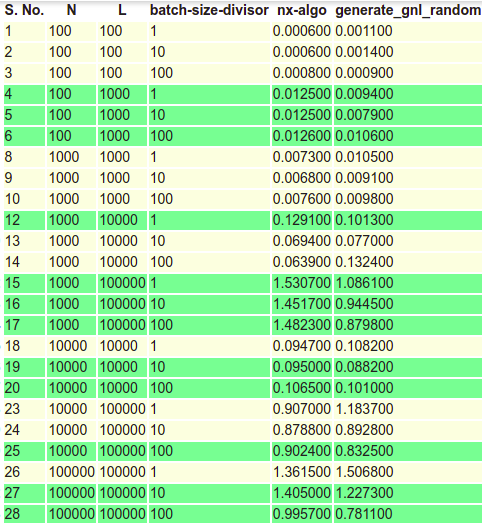 S. No. N L batch-size-divisor nx-algo generate_gnl_random
1 100 100 1 0.000600 0.001100
2 100 100 10 0.000600 0.001400
3 100 100 100 0.000800 0.000900
4 100 1000 1 0.012500 0.009400
5 100 1000 10 0.012500 0.007900
6 100 1000 100 0.012600 0.010600
8 1000 1000 1 0.007300 0.010500
9 1000 1000 10 0.006800 0.009100
10 1000 1000 100 0.007600 0.009800
12 1000 10000 1 0.129100 0.101300
13 1000 10000 10 0.069400 0.077000
14 1000 10000 100 0.063900 0.132400
15 1000 100000 1 1.530700 1.086100
16 1000 100000 10 1.451700 0.944500
17 1000 100000 100 1.482300 0.879800
18 10000 10000 1 0.094700 0.108200
19 10000 10000 10 0.095000 0.088200
20 10000 10000 100 0.106500 0.101000
23 10000 100000 1 0.907000 1.183700
24 10000 100000 10 0.878800 0.892800
25 10000 100000 100 0.902400 0.832500
26 100000 100000 1 1.361500 1.506800
27 100000 100000 10 1.405000 1.227300
28 100000 100000 100 0.995700 0.781100